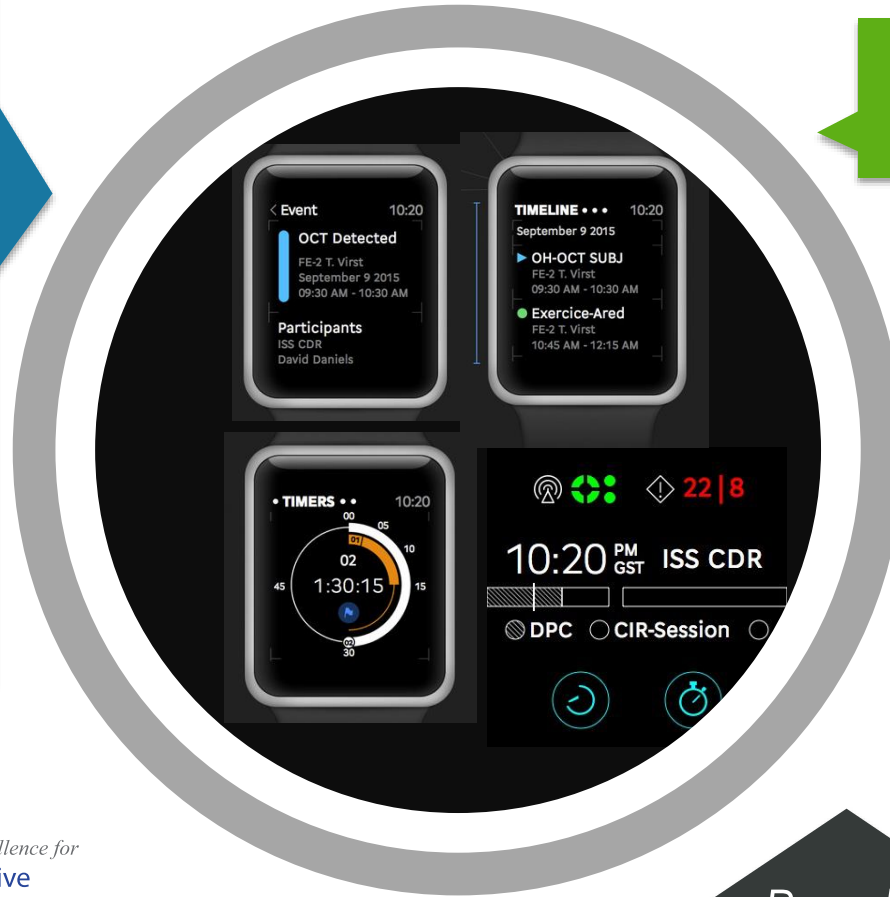 < Event 10:20
OCT Detected
FE-2 T. Virst
September 9 2015
09:30 AM - 10:30 AM
Participants
ISS CDR
David Daniels
TIMELINE • • • 10:20
September 9 2015
OH-OCT SUBJ
FE-2 T. Virst
09:30 AM - 10:30 AM
Exercice-Ared
FE-2 T. Virst
10:45 AM - 12:15 AM
• TIMERS • • 10:20
00
05
01
10
02
45 1:30:15 15
02
30
22|8
10:20 PM GST ISS CDR
DPC CIR-Session
for